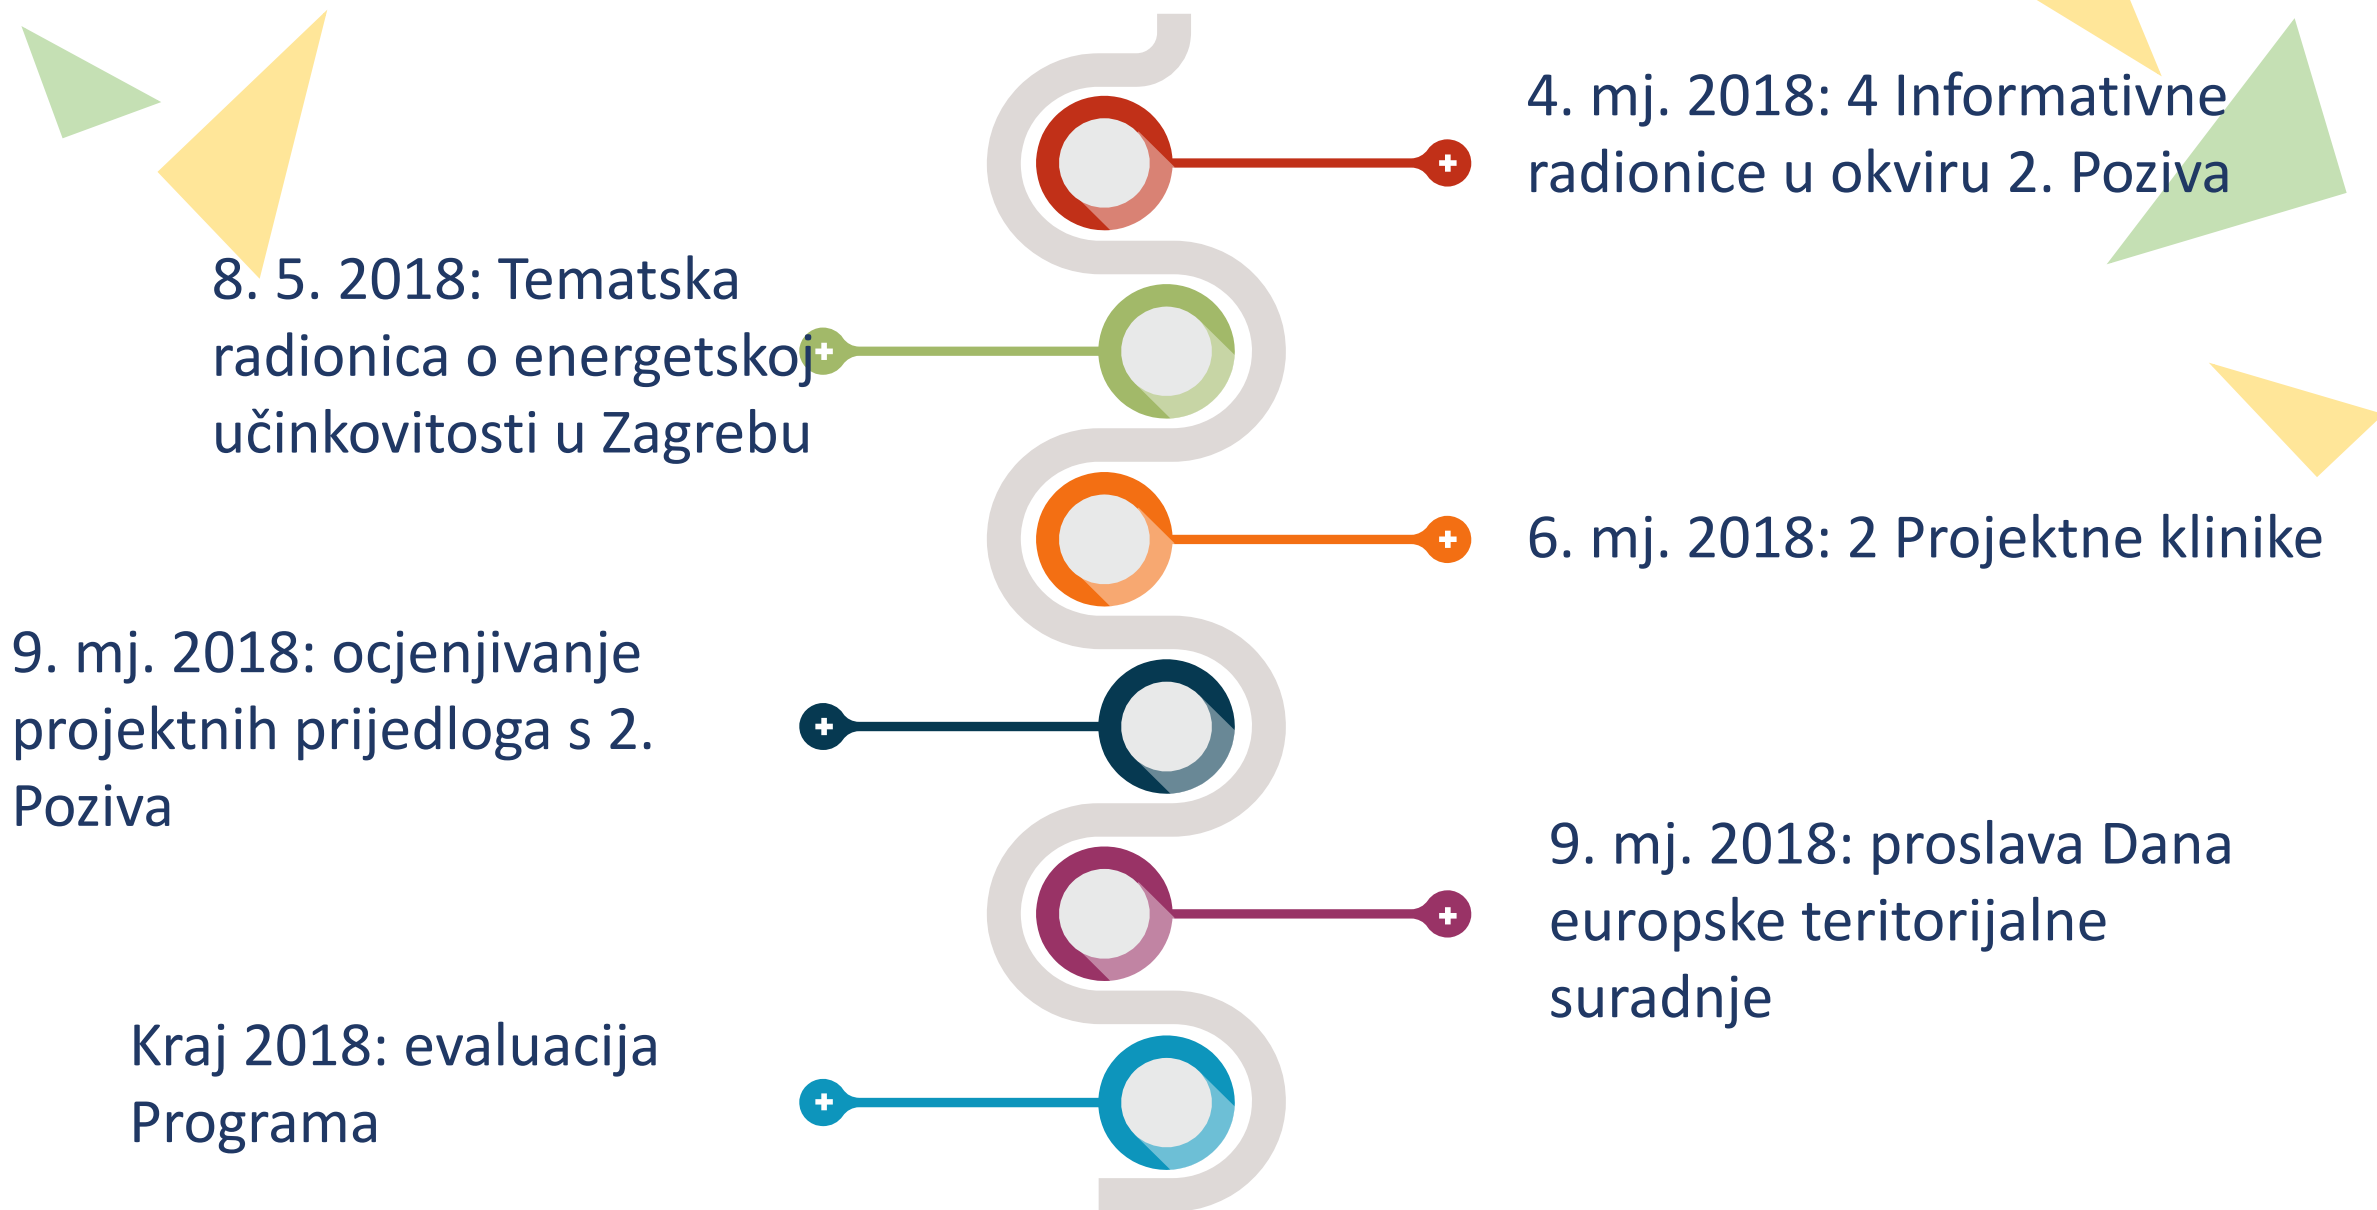 4. mj. 2018: 4 Informativne
radionice u okviru 2. Poziva
8. 5. 2018: Tematska
radionica o energetskoj
učinkovitosti u Zagrebu
6. mj. 2018: 2 Projektne klinike
9. mj. 2018: ocjenjivanje
projektnih prijedloga s 2.
Poziva
9. mj. 2018: proslava Dana
europske teritorijalne
suradnje
Kraj 2018: evaluacija
Programa